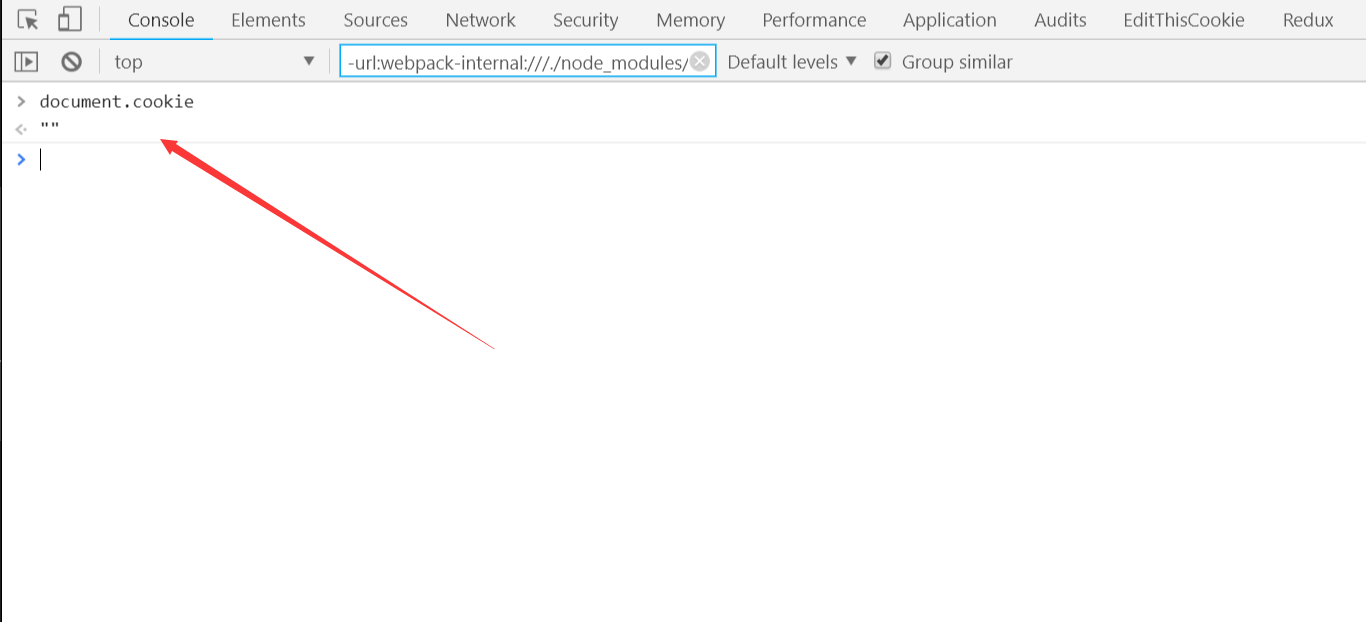 Console Elements Sources Network Security Memory Performance Application Audits EditThisCookie Redux
top -url:webpack-internal:///./node_modules/ Default levels Group similar
> document.cookie
""
>